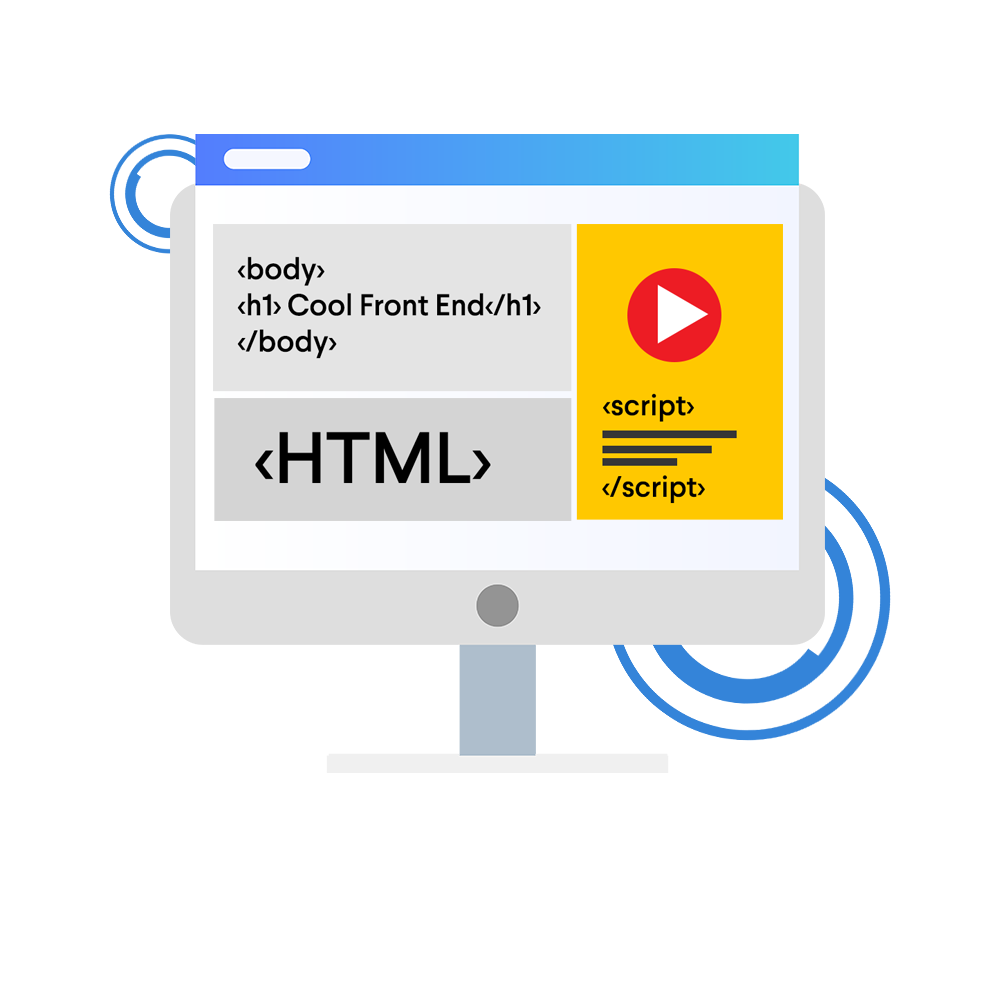 ‹body›
‹h1› Cool Front End‹/h1›
‹/body›
‹HTML›
‹script›
‹/script›